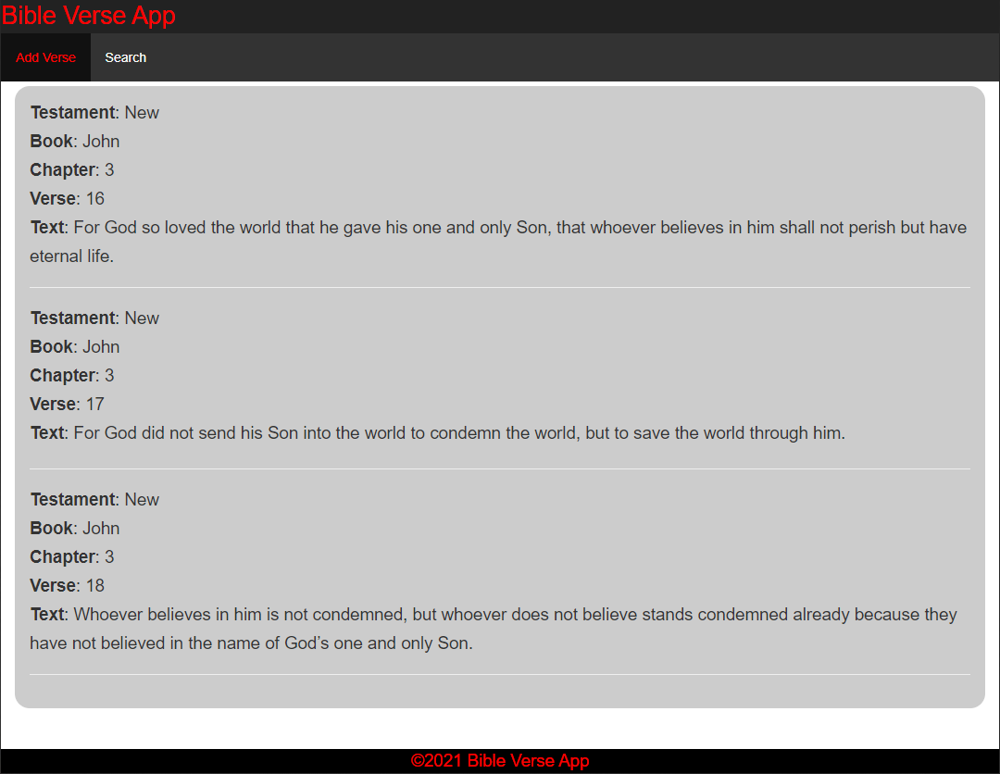 Bible Verse App
Add Verse Search
Testament: New
Book: John
Chapter: 3
Verse: 16
Text: For God so loved the world that he gave his one and only Son, that whoever believes in him shall not perish but have
eternal life.
Testament: New
Book: John
Chapter: 3
Verse: 17
Text: For God did not send his Son into the world to condemn the world, but to save the world through him.
Testament: New
Book: John
Chapter: 3
Verse: 18
Text: Whoever believes in him is not condemned, but whoever does not believe stands condemned already because they
have not believed in the name of God’s one and only Son.
©2021 Bible Verse App